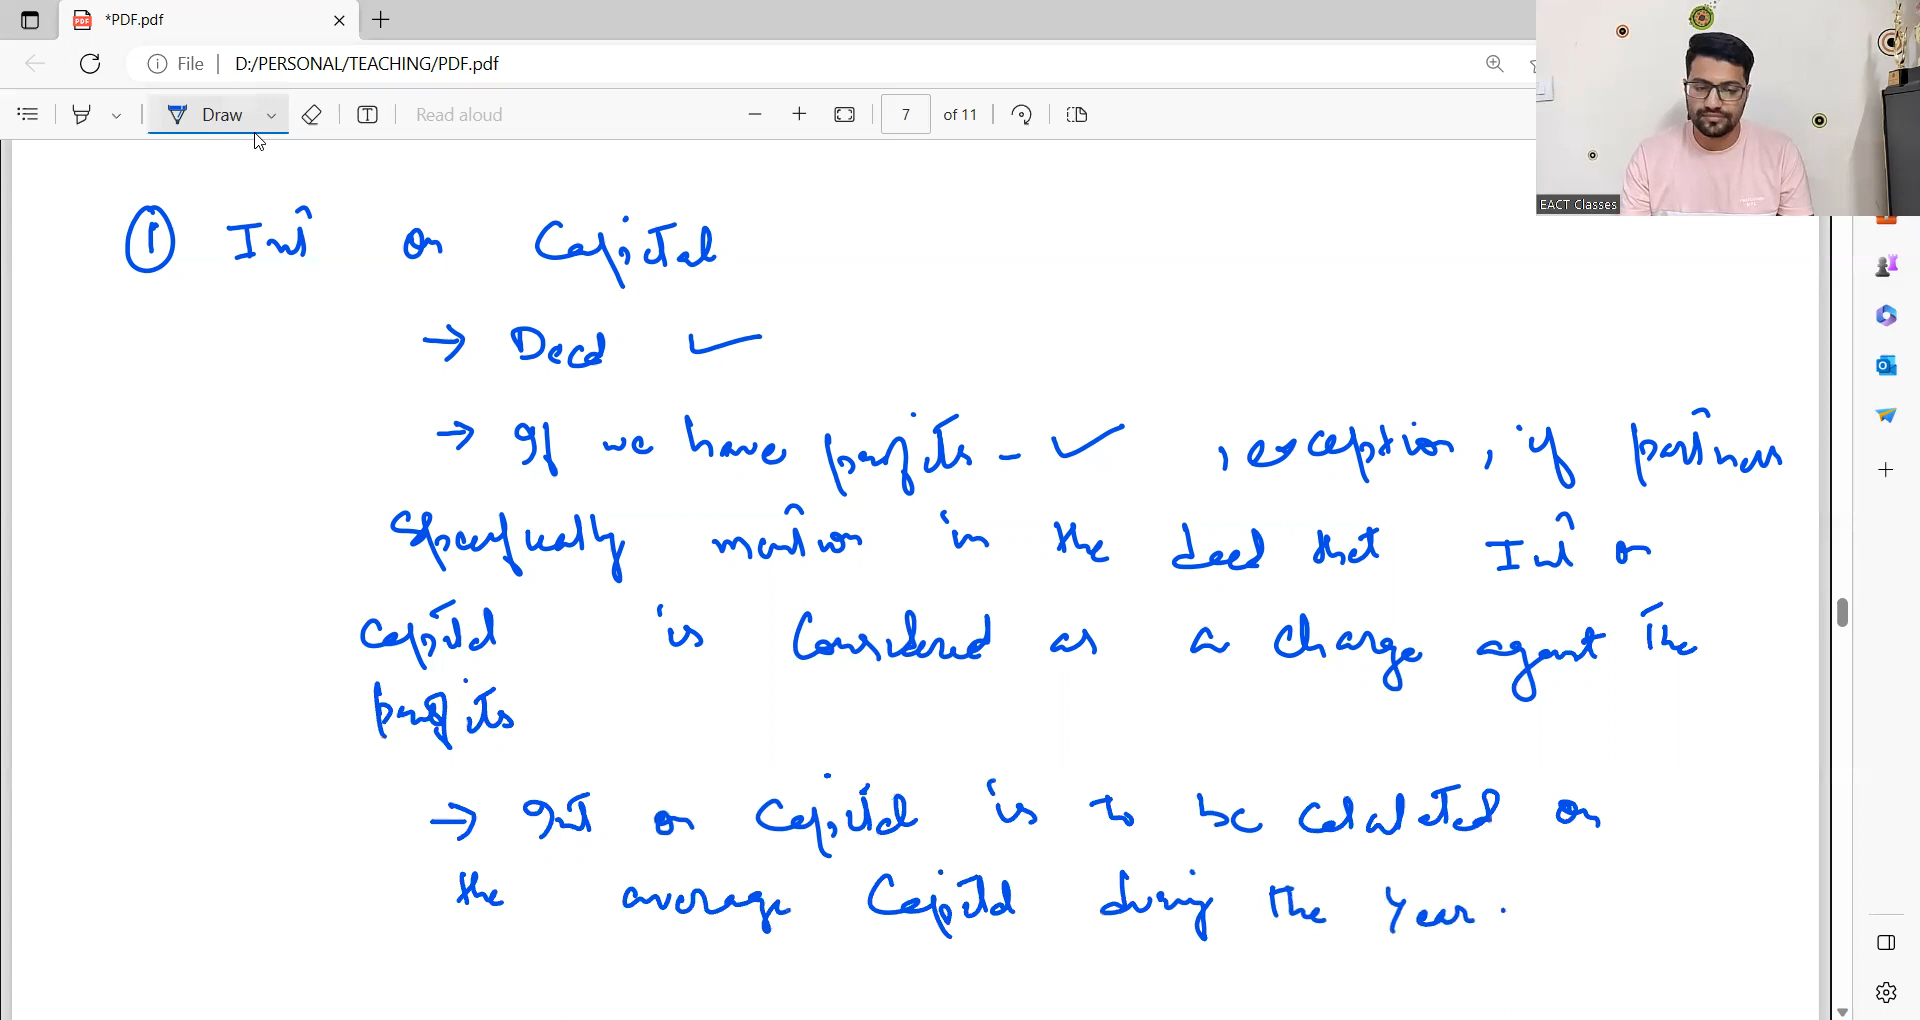 *PDF.pdf
File D:/PERSONAL/TEACHING/PDF.pdf
Draw Read aloud 7 of 11
EACT Classes
① Int on Capital
→ Deed ✓
→ If we have profits - ✓ , exception, if partners
Specifically mention in the deed that Int on
capital is Considered as a charge against the
profits
→ Int on Capital is to be calculated on
the average Capital during the Year.